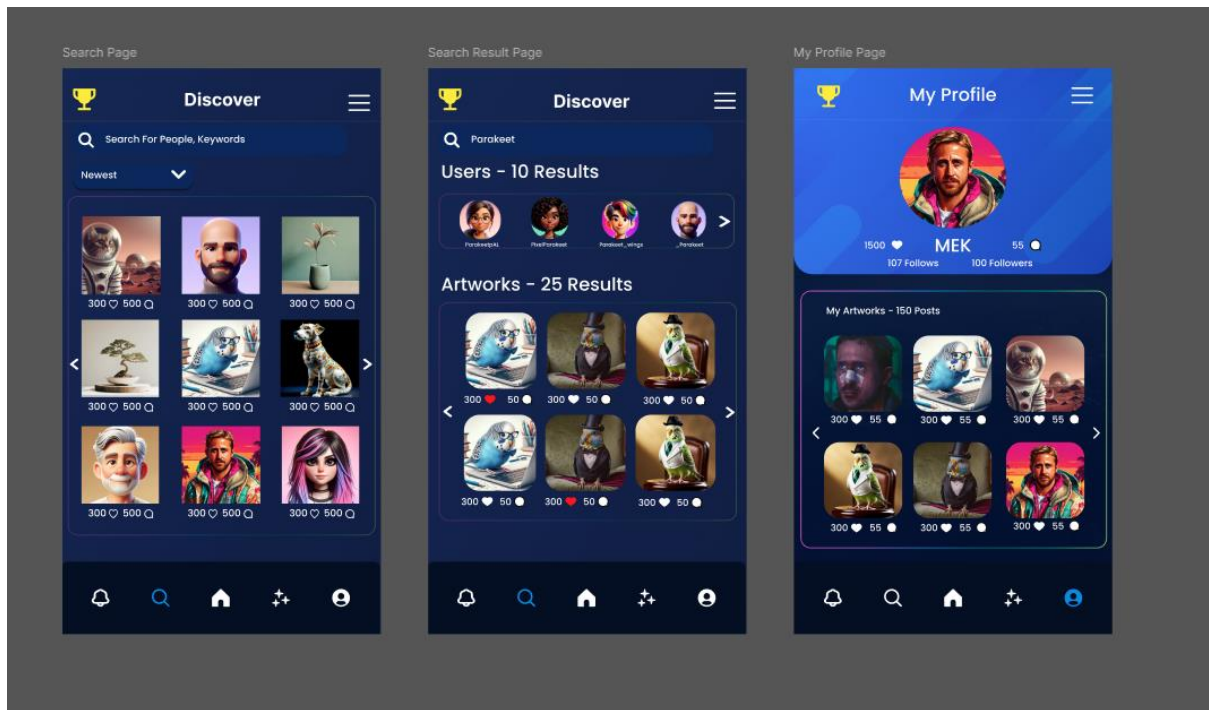 Search Page
Discover
Search For People, Keywords
Newest
300 500
300 500
300 500
300 500
300 500
300 500
300 500
300 500
300 500
Search Result Page
Discover
Parakeet
Users - 10 Results
ParakeetpAL
PixelParakeet
Parakeet_wings
_Parakeet
Artworks - 25 Results
300 50
300 50
300 50
300 50
300 50
300 50
My Profile Page
My Profile
1500 MEK 55
107 Follows 100 Followers
My Artworks - 150 Posts
300 55
300 55
300 55
300 55
300 55
300 55